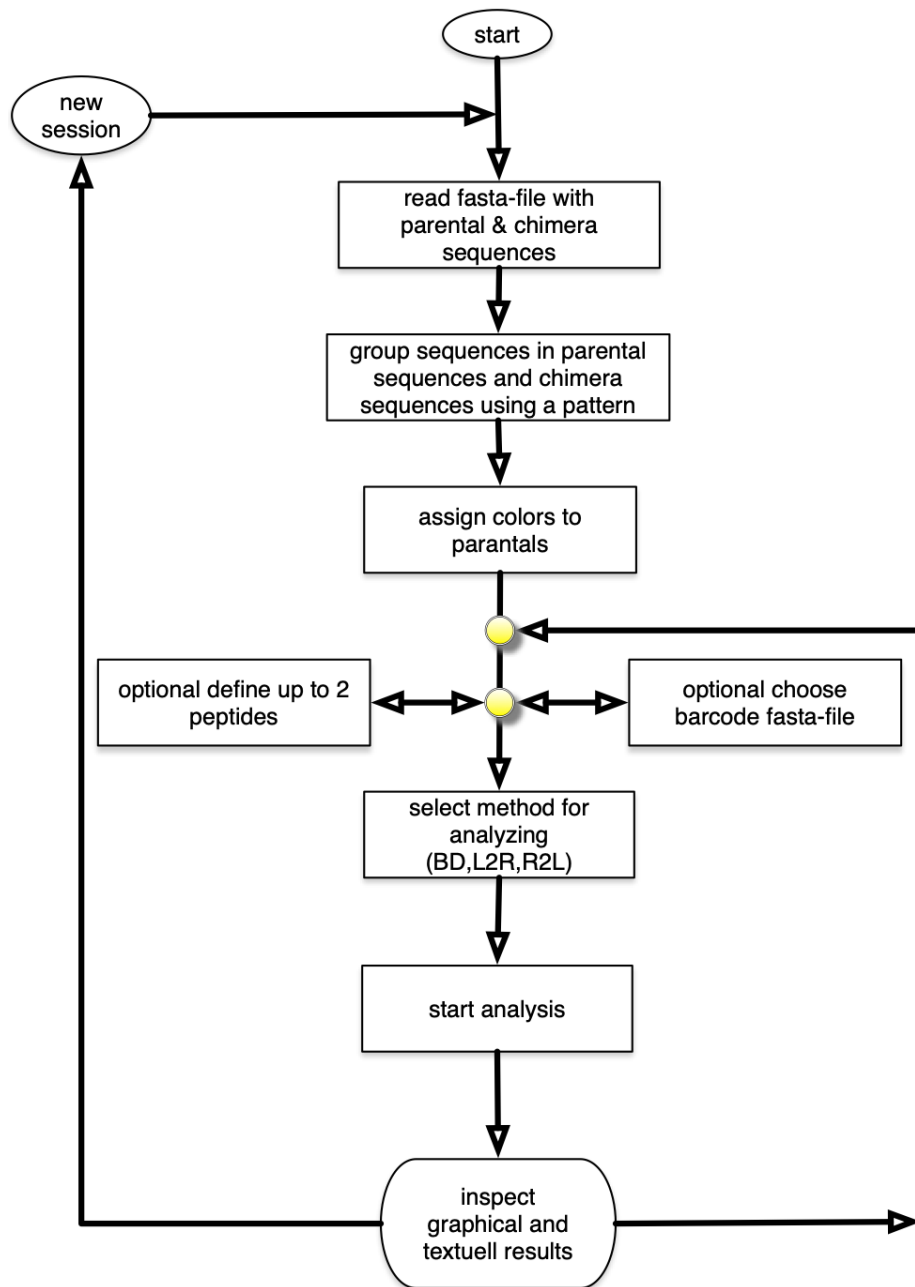 start
new
session
read fasta-file with
parental & chimera
sequences
group sequences in parental
sequences and chimera
sequences using a pattern
assign colors to
parantals
optional define up to 2
peptides
optional choose
barcode fasta-file
select method for
analyzing
(BD,L2R,R2L)
start analysis
inspect
graphical and
textuell results